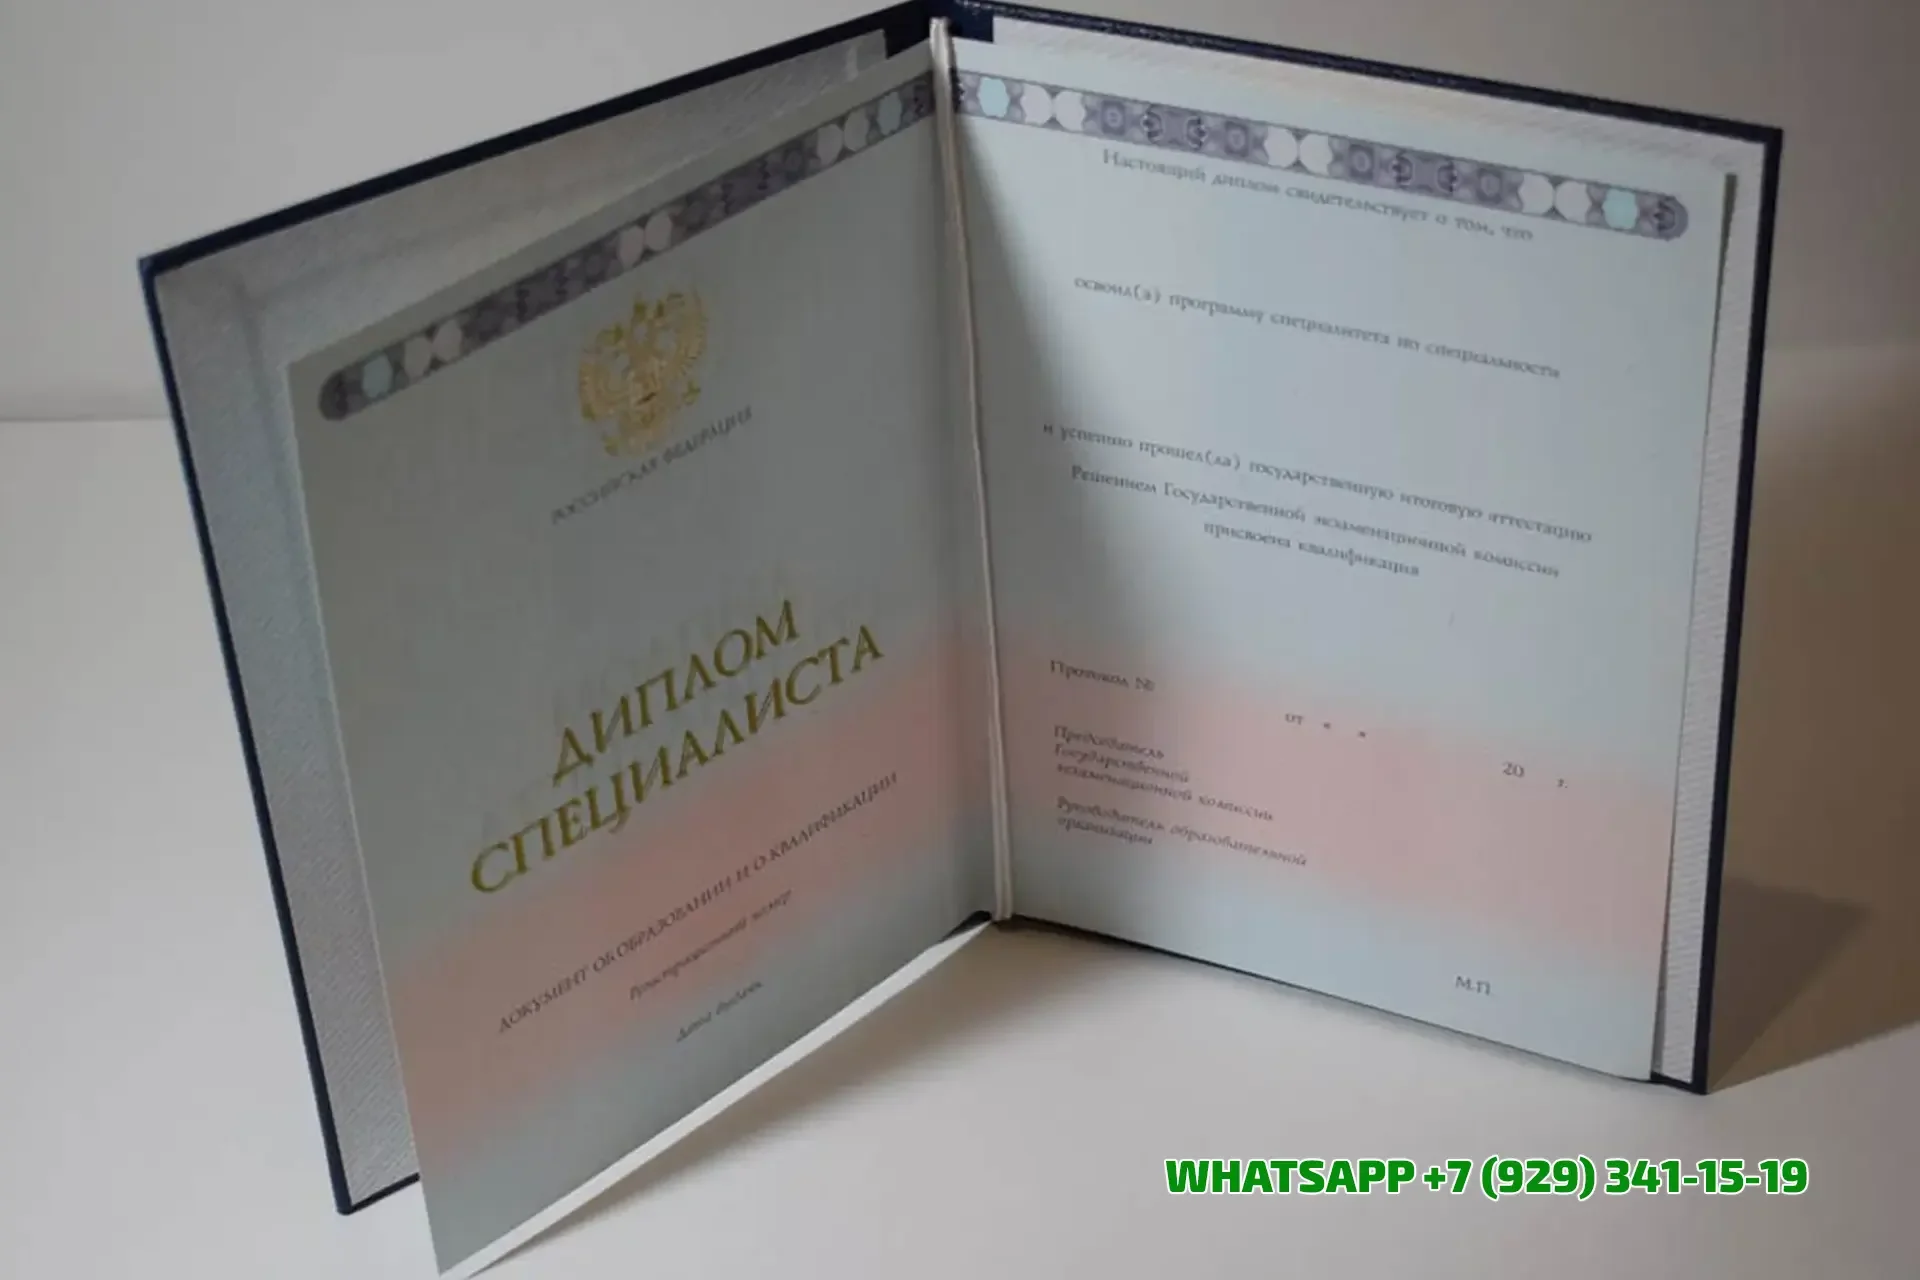 РОССИЙСКАЯ ФЕДЕРАЦИЯ
ДИПЛОМ
СПЕЦИАЛИСТА
ДОКУМЕНТ ОБ ОБРАЗОВАНИИ И О КВАЛИФИКАЦИИ
Регистрационный номер
Дата выдачи
Настоящий диплом свидетельствует о том, что
освоил(а) программу специалитета по специальности
и успешно прошел(ла) государственную итоговую аттестацию
Решением Государственной экзаменационной комиссии
присвоена квалификация
Протокол №
от « » 20 г.
Председатель
Государственной
экзаменационной комиссии
Руководитель образовательной
организации
М.П.
WHATSAPP +7 (929) 341-15-19